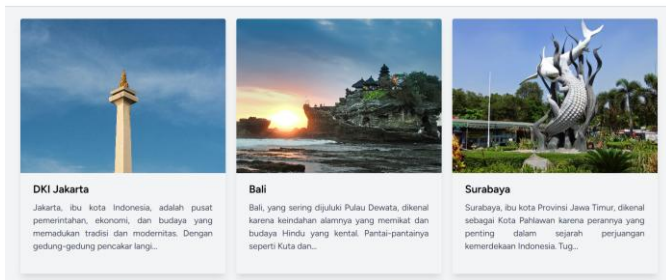 DKI Jakarta
Jakarta, ibu kota Indonesia, adalah pusat
pemerintahan, ekonomi, dan budaya yang
memadukan tradisi dan modernitas. Dengan
gedung-gedung pencakar langi...
Bali
Bali, yang sering dijuluki Pulau Dewata, dikenal
karena keindahan alamnya yang memikat dan
budaya Hindu yang kental. Pantai-pantainya
seperti Kuta dan...
Surabaya
Surabaya, ibu kota Provinsi Jawa Timur, dikenal
sebagai Kota Pahlawan karena perannya yang
penting dalam sejarah perjuangan
kemerdekaan Indonesia. Tug...